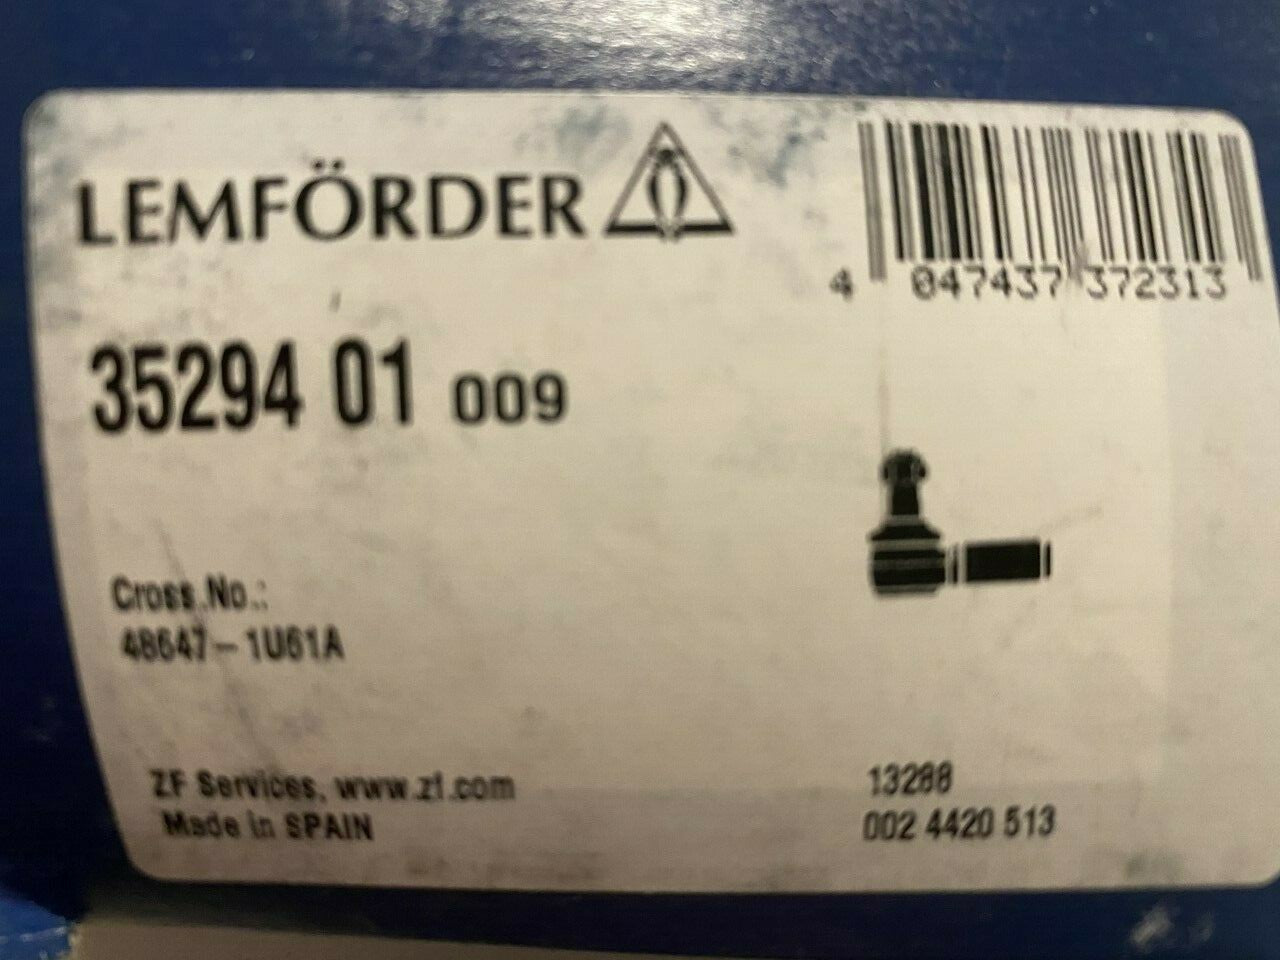 LEMFÖRDER
4 047437 372313
35294 01 009
Cross.No.:
48647-1U61A
ZF Services, www.zf.com
Made in SPAIN
13288
002 4420 513